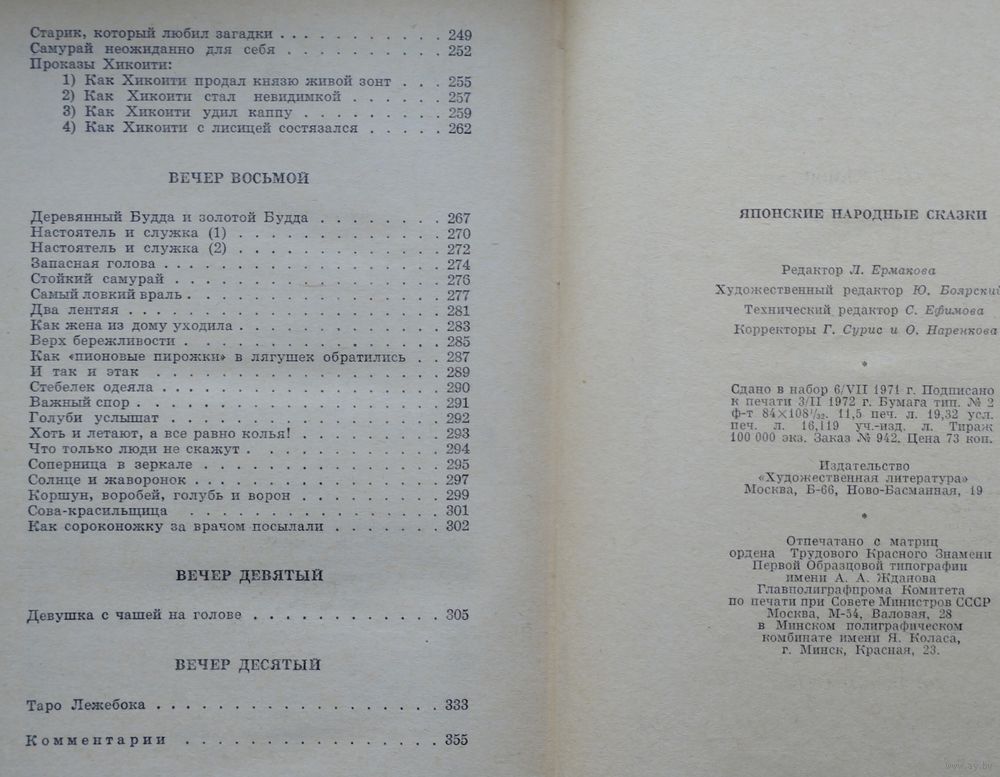 Старик, который любил загадки . . . . . . . . . . . 249
Самурай неожиданно для себя . . . . . . . . . . 252
Проказы Хикоити:
1) Как Хикоити продал князю живой зонт . . . 255
2) Как Хикоити стал невидимкой . . . . . . 257
3) Как Хикоити удил каппу . . . . . . . . . 259
4) Как Хикоити с лисицей состязался . . . . . 262
ВЕЧЕР ВОСЬМОЙ
Деревянный Будда и золотой Будда . . . . . . . . 267
Настоятель и служка (1) . . . . . . . . . . . . . 270
Настоятель и служка (2) . . . . . . . . . . . . . 272
Запасная голова . . . . . . . . . . . . . . . . . 274
Стойкий самурай . . . . . . . . . . . . . . . . . 276
Самый ловкий враль . . . . . . . . . . . . . . . . 277
Два лентяя . . . . . . . . . . . . . . . . . . . . 281
Как жена из дому уходила . . . . . . . . . . . . . 283
Верх бережливости . . . . . . . . . . . . . . . . 285
Как «пионовые пирожки» в лягушек обратились . . 287
И так и этак . . . . . . . . . . . . . . . . . . 289
Стебелек одеяла . . . . . . . . . . . . . . . . . 290
Важный спор . . . . . . . . . . . . . . . . . . . 291
Голуби услышат . . . . . . . . . . . . . . . . . 292
Хоть и летают, а все равно колья! . . . . . . . . . 293
Что только люди не скажут . . . . . . . . . . . . 294
Соперница в зеркале . . . . . . . . . . . . . . . 295
Солнце и жаворонок . . . . . . . . . . . . . . . . 297
Коршун, воробей, голубь и ворон . . . . . . . . . 299
Сова-красильщица . . . . . . . . . . . . . . . . 301
Как сороконожку за врачом посылали . . . . . . . 302
ВЕЧЕР ДЕВЯТЫЙ
Девушка с чашей на голове . . . . . . . . . . . . 305
ВЕЧЕР ДЕСЯТЫЙ
Таро Лежебока . . . . . . . . . . . . . . . . . . 333
Комментарии . . . . . . . . . . . . . . . . 355
ЯПОНСКИЕ НАРОДНЫЕ СКАЗКИ
Редактор Л. Ермакова
Художественный редактор Ю. Боярский
Технический редактор С. Ефимова
Корректоры Г. Сурис и О. Наренкова
*
Сдано в набор 6/VII 1971 г. Подписано
к печати 3/II 1972 г. Бумага тип. № 2
ф-т 84×108¹/₃₂. 11,5 печ. л. 19,32 усл.
печ. л. 16,119 уч.-изд. л. Тираж
100 000 экз. Заказ № 942. Цена 73 коп.
Издательство
«Художественная литература»
Москва, Б-66, Ново-Басманная, 19
*
Отпечатано с матриц
ордена Трудового Красного Знамени
Первой Образцовой типографии
имени А. А. Жданова
Главполиграфпрома Комитета
по печати при Совете Министров СССР
Москва, М-54, Валовая, 28
в Минском полиграфическом
комбинате имени Я. Коласа,
г. Минск, Красная, 23.
www.ay.by